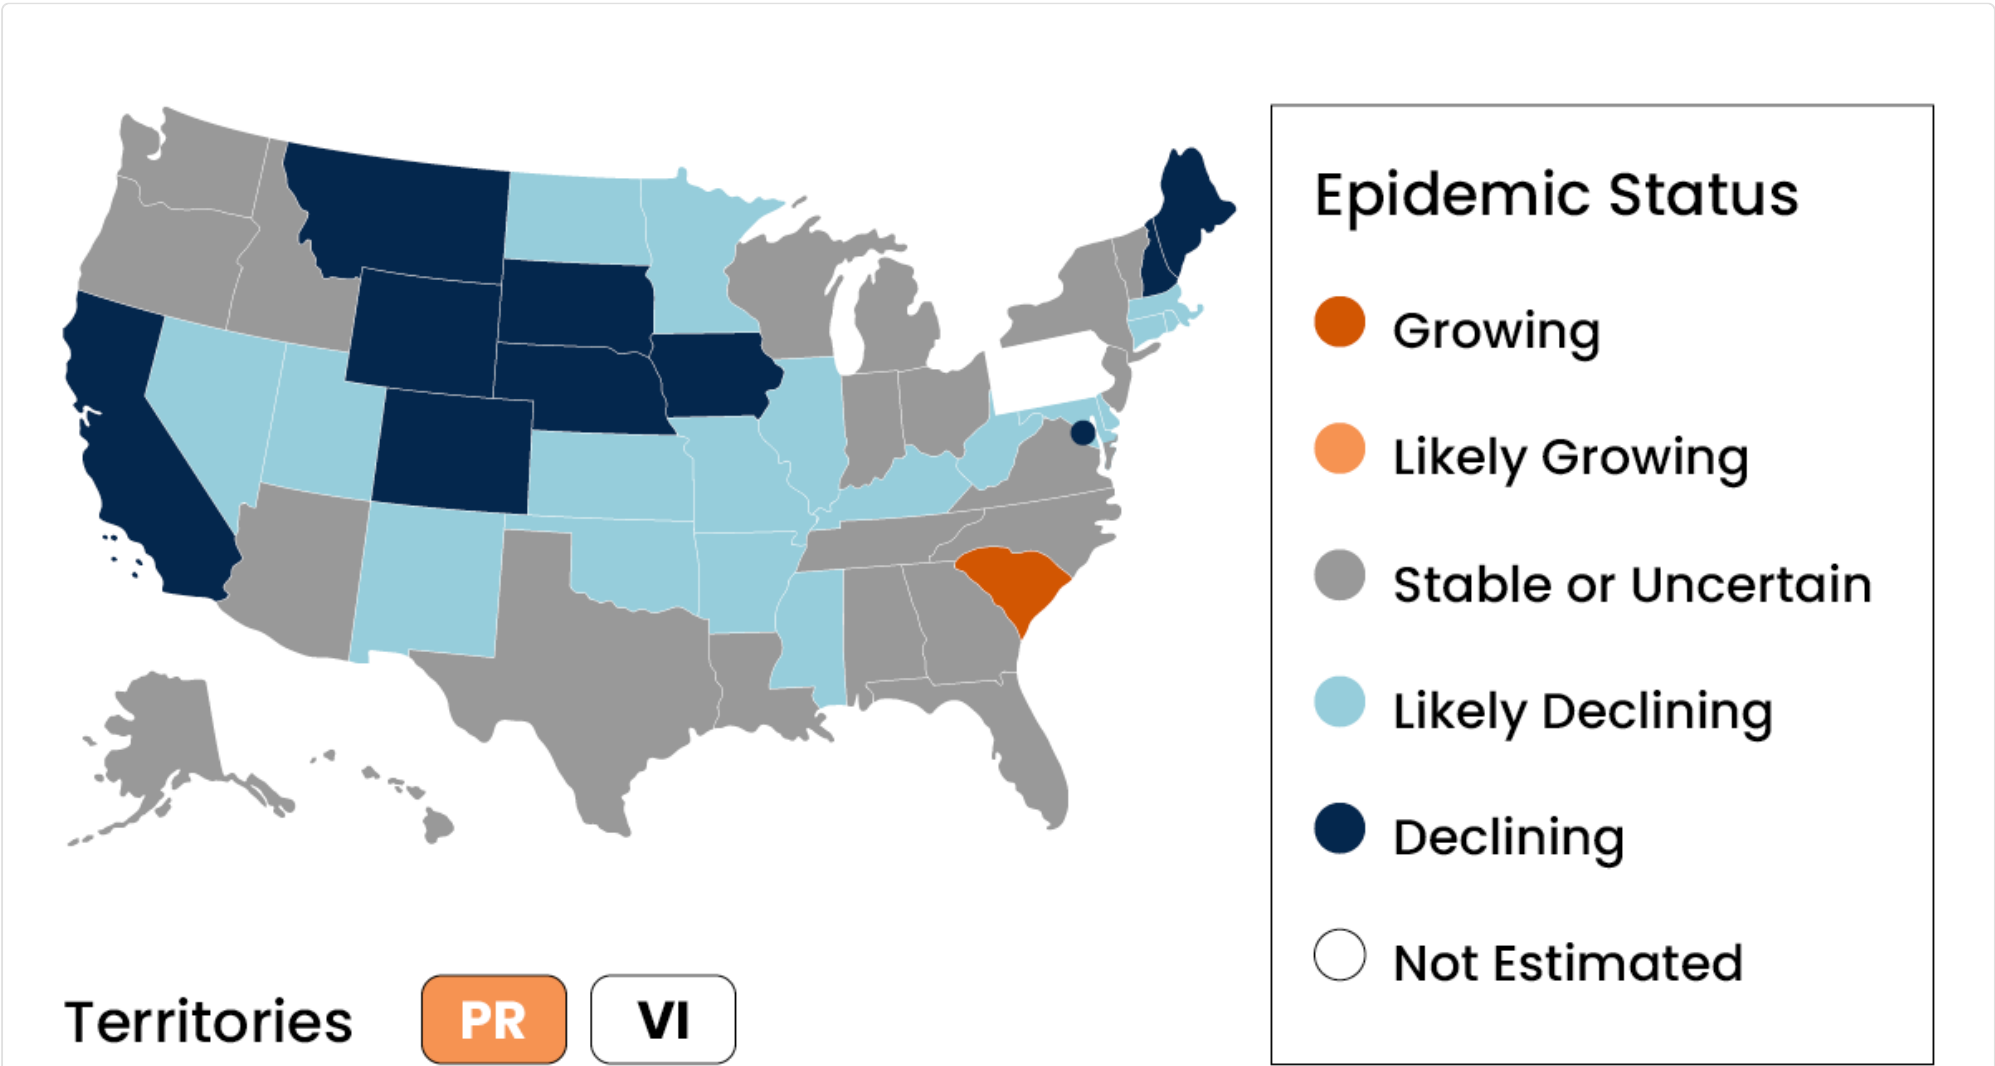 Epidemic Status
Growing
Likely Growing
Stable or Uncertain
Likely Declining
Declining
Not Estimated
Territories PR VI